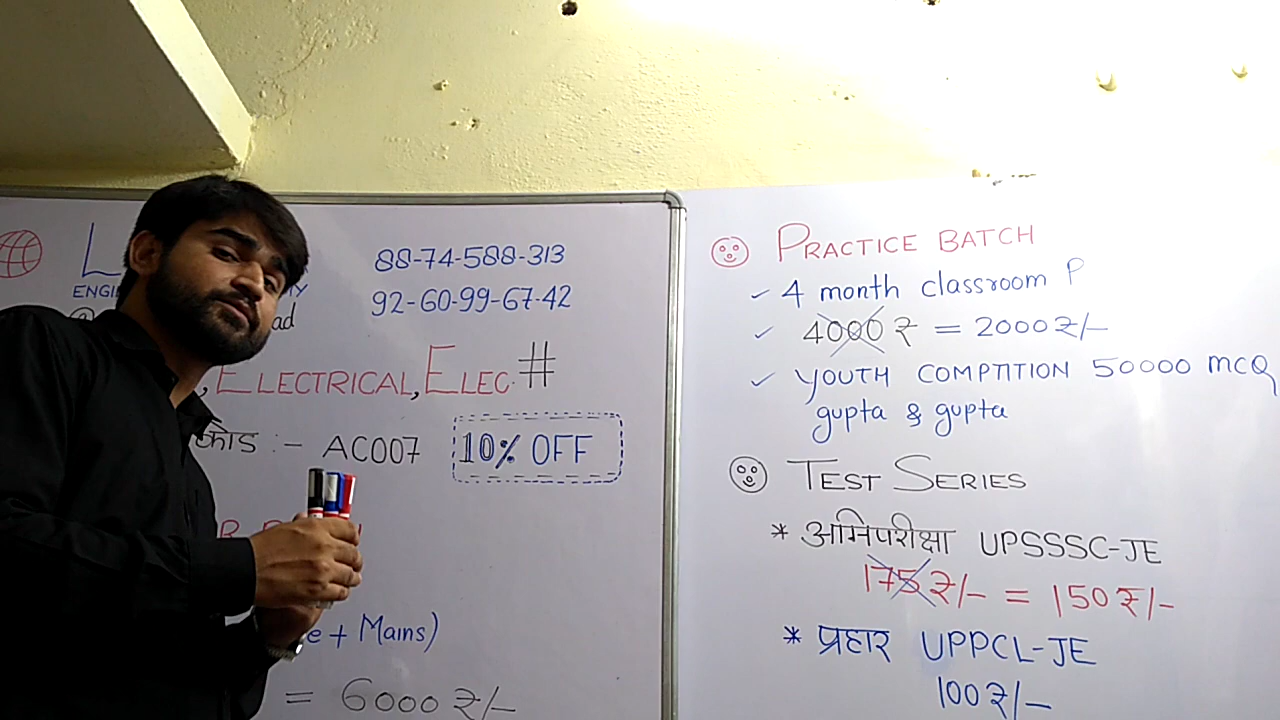 88-74-588-313
92-60-99-67-42
ad
, ELECTRICAL, ELEC. #
कोड :- AC007 10% OFF
e + Mains)
= 6000 ₹/-
PRACTICE BATCH
✓ 4 month classroom P
✓ 4000 ₹ = 2000 ₹/-
✓ YOUTH COMPTITION 50000 MCQ
gupta & gupta
TEST SERIES
* अग्निपरीक्षा UPSSSC-JE
175 ₹/- = 150 ₹/-
* प्रहार UPPCL-JE
100 ₹/-